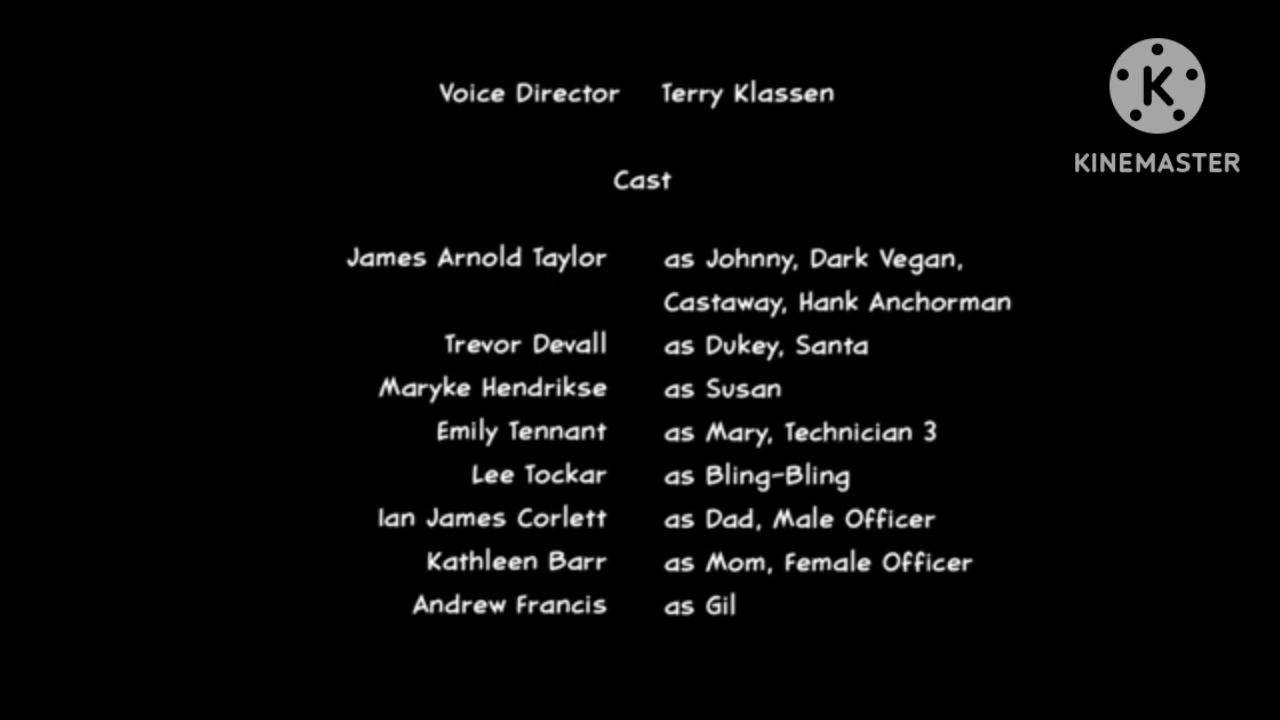 Voice Director Terry Klassen
K
KINEMASTER
Cast
James Arnold Taylor as Johnny, Dark Vegan,
Castaway, Hank Anchorman
Trevor Devall as Dukey, Santa
Maryke Hendrikse as Susan
Emily Tennant as Mary, Technician 3
Lee Tockar as Bling-Bling
Ian James Corlett as Dad, Male Officer
Kathleen Barr as Mom, Female Officer
Andrew Francis as Gil